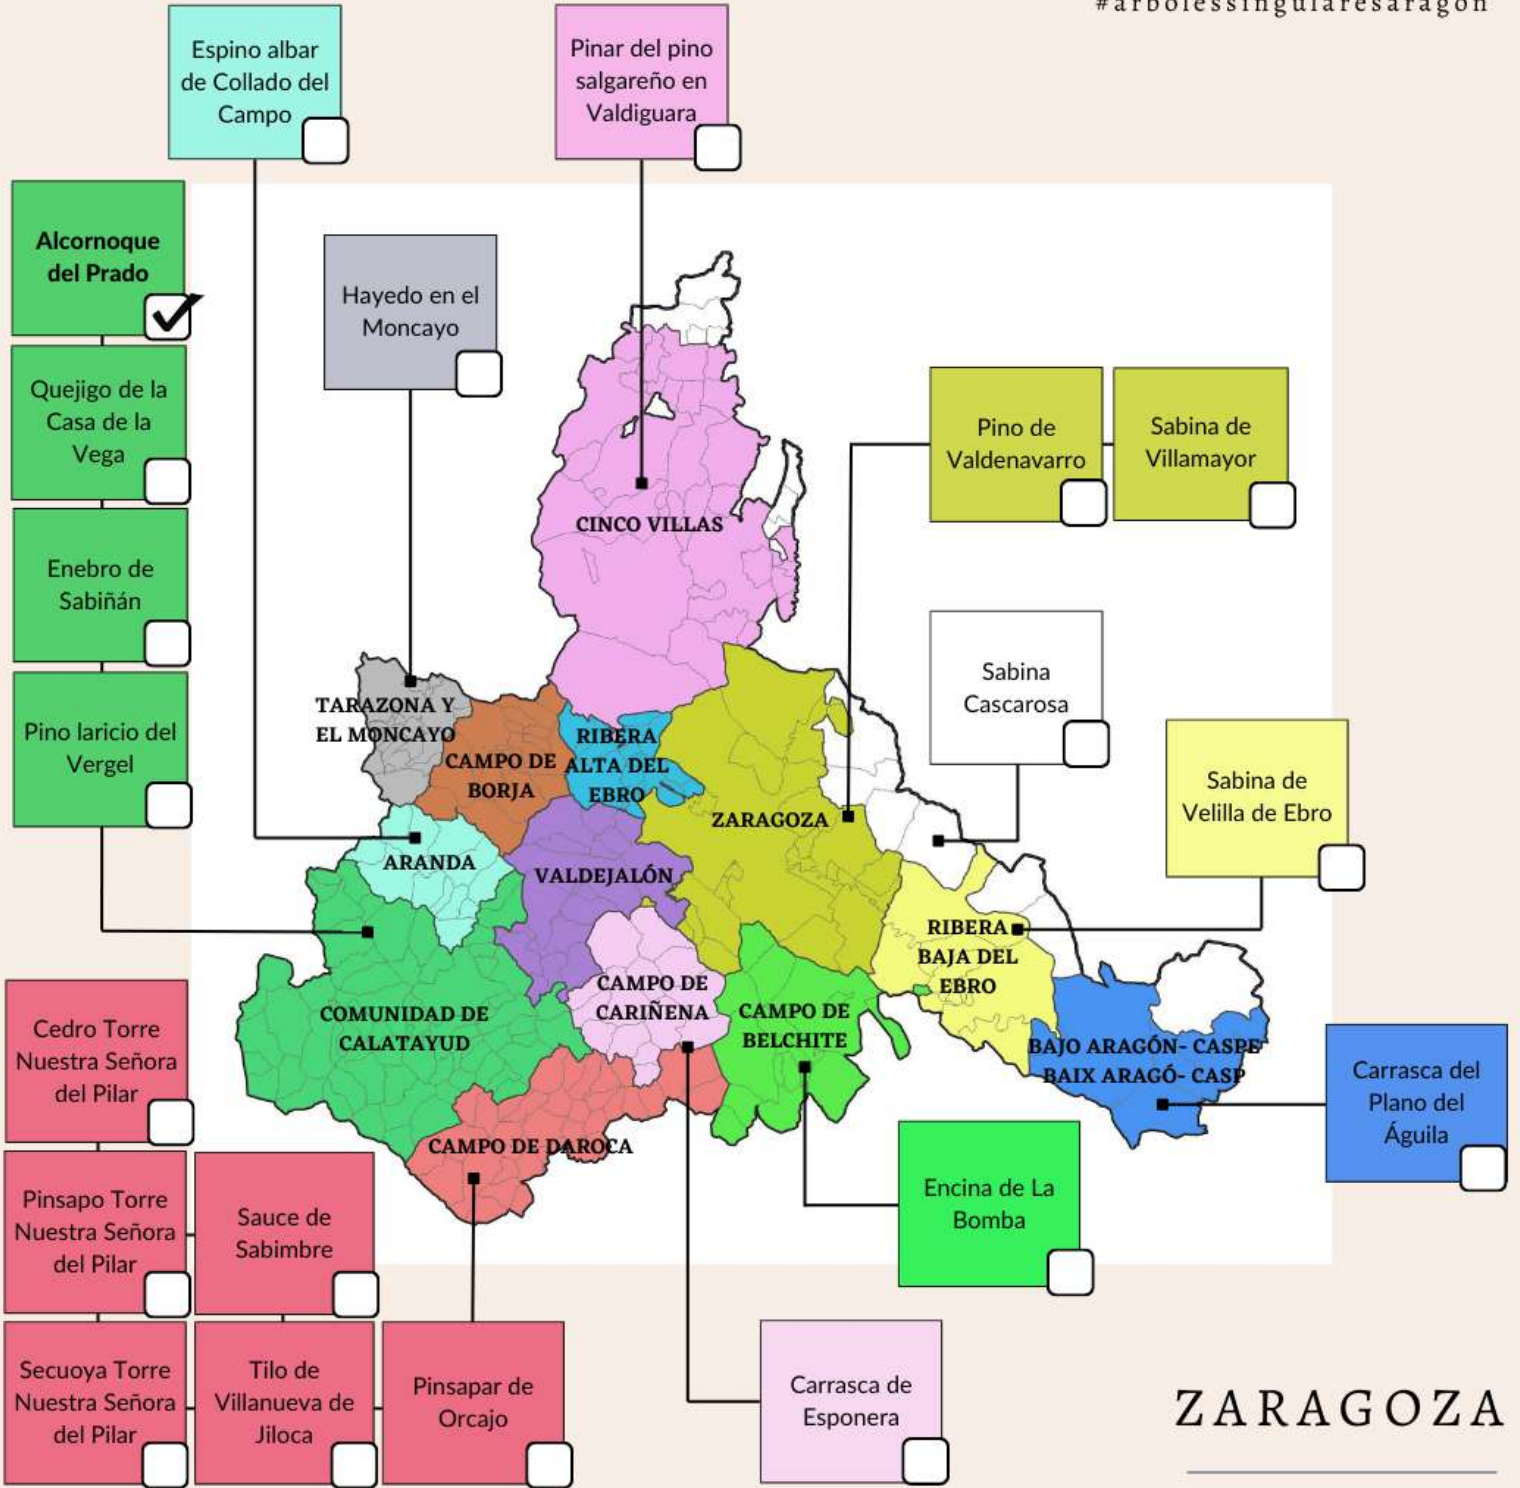 #arbolessingularesaragon
Espino albar
de Collado del
Campo
Pinar del pino
salgareño en
Valdiguara
Alcornoque
del Prado
Hayedo en el
Moncayo
Quejigo de la
Casa de la
Vega
Pino de
Valdenavarro
Sabina de
Villamayor
CINCO VILLAS
Enebro de
Sabiñán
Sabina
Cascarosa
Pino laricio del
Vergel
TARAZONA Y
EL MONCAYO
CAMPO DE
BORJA
RIBERA
ALTA DEL
EBRO
ZARAGOZA
Sabina de
Velilla de Ebro
ARANDA
VALDEJALÓN
RIBERA
BAJA DEL
EBRO
CAMPO DE
CARIÑENA
COMUNIDAD DE
CALATAYUD
CAMPO DE
BELCHITE
BAJO ARAGÓN- CASPE
BAIX ARAGÓ- CASP
Cedro Torre
Nuestra Señora
del Pilar
Carrasca del
Plano del
Águila
CAMPO DE DAROCA
Pinsapo Torre
Nuestra Señora
del Pilar
Sauce de
Sabimbre
Encina de La
Bomba
Secuoya Torre
Nuestra Señora
del Pilar
Tilo de
Villanueva de
Jiloca
Pinsapar de
Orcajo
Carrasca de
Esponera
ZARAGOZA